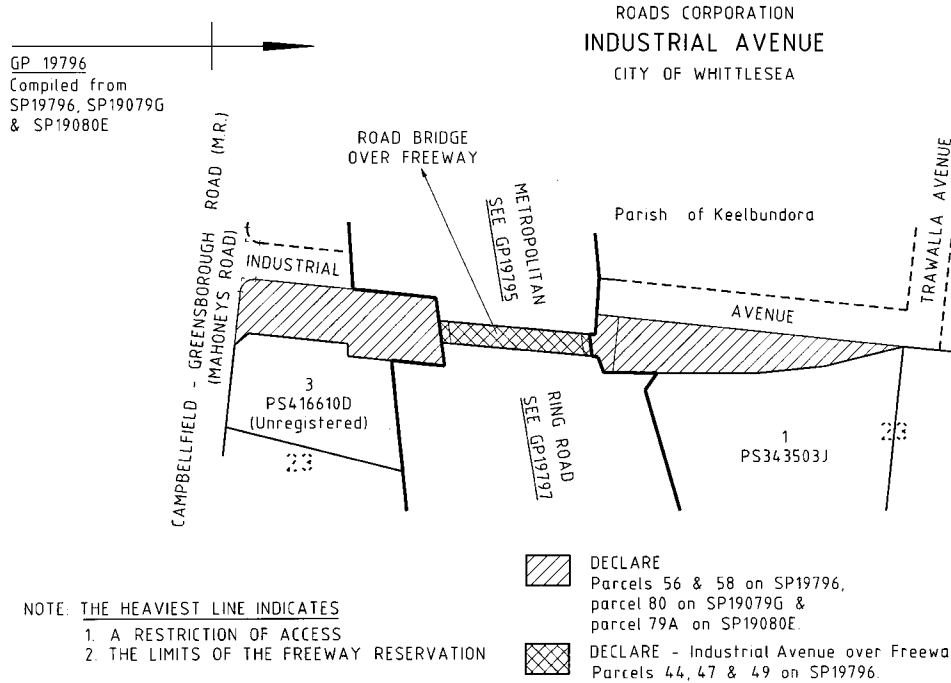 ROADS CORPORATION
INDUSTRIAL AVENUE
CITY OF WHITTLESEA
GP 19796
Compiled from
SP19796, SP19079G
& SP19080E
ROAD BRIDGE
OVER FREEWAY
CAMPBELLFIELD - GREENSBOROUGH ROAD (M.R.)
(MAHONEYS ROAD)
METROPOLITAN
SEE GP19795
Parish of Keelbundora
TRAWALLA AVENUE
INDUSTRIAL
AVENUE
3
PS416610D
(Unregistered)
23
RING ROAD
SEE GP19797
1
PS343503J
23
DECLARE
Parcels 56 & 58 on SP19796,
parcel 80 on SP19079G &
parcel 79A on SP19080E.
NOTE: THE HEAVIEST LINE INDICATES
1. A RESTRICTION OF ACCESS
2. THE LIMITS OF THE FREEWAY RESERVATION
DECLARE - Industrial Avenue over Freewa
Parcels 44, 47 & 49 on SP19796.